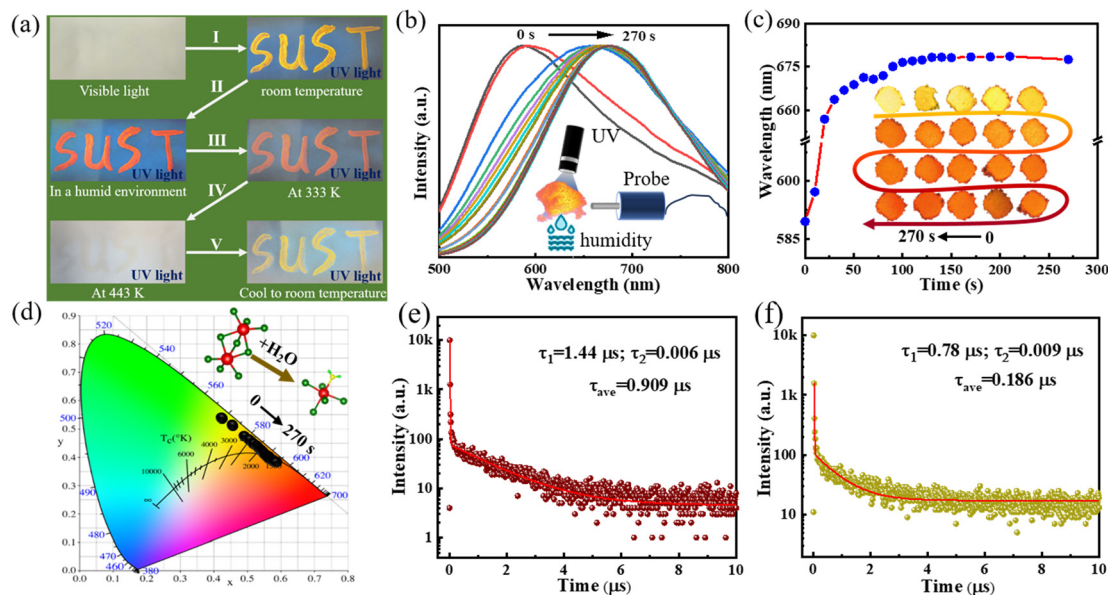 (a)
I
SUST
UV light
Visible light
room temperature
II
SUST
UV light
III
SUST
UV light
In a humid environment
At 333 K
IV
UV light
V
SUST
UV light
At 443 K
Cool to room temperature
(b)
0 s
270 s
UV
Probe
humidity
Intensity (a.u.)
500
600
700
800
Wavelength (nm)
(c)
690
675
660
600
585
Wavelength (nm)
270 s
0
0
50
100
150
200
250
300
Time (s)
(d)
0.9
0.8
0.7
0.6
0.5
y
0.4
0.3
0.2
0.1
0.0
520
540
560
500
580
600
620
700
490
480
470
460
380
+H₂O
0
270 s
Tc(°K)
10000
6000
4000
3000
2000
∞
0.0
0.1
0.2
0.3
0.4
0.5
0.6
0.7
0.8
x
(e)
τ₁=1.44 μs; τ₂=0.006 μs
τave=0.909 μs
10k
1k
100
10
1
Intensity (a.u.)
0
2
4
6
8
10
Time (μs)
(f)
τ₁=0.78 μs; τ₂=0.009 μs
τave=0.186 μs
10k
1k
100
10
Intensity (a.u.)
0
2
4
6
8
10
Time (μs)